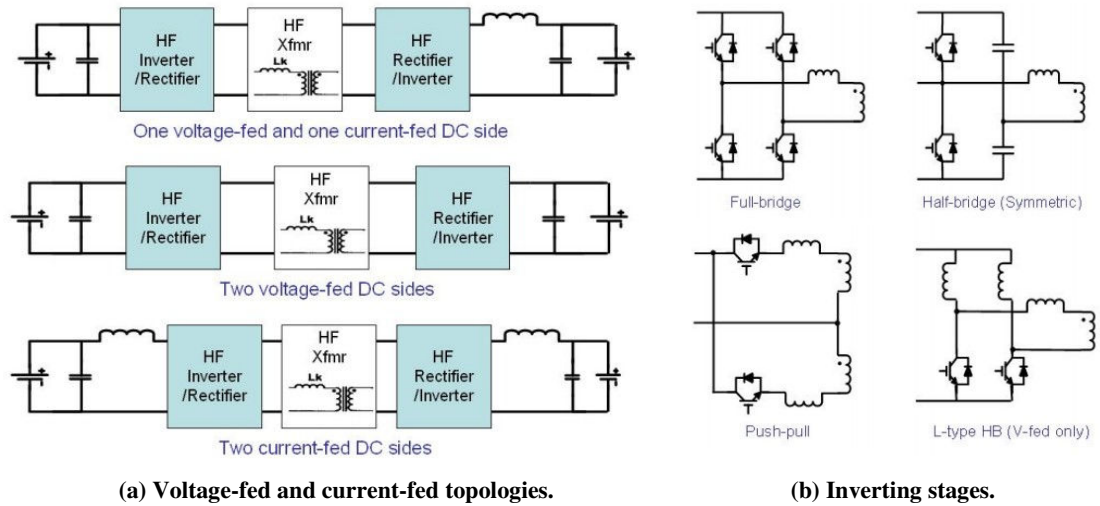 HF
Inverter
/Rectifier
HF
Xfmr
Lk
HF
Rectifier
/Inverter
One voltage-fed and one current-fed DC side
HF
Inverter
/Rectifier
HF
Xfmr
Lk
HF
Rectifier
/Inverter
Two voltage-fed DC sides
HF
Inverter
/Rectifier
HF
Xfmr
Lk
HF
Rectifier
/Inverter
Two current-fed DC sides
(a) Voltage-fed and current-fed topologies.
Full-bridge
Half-bridge (Symmetric)
Push-pull
L-type HB (V-fed only)
(b) Inverting stages.